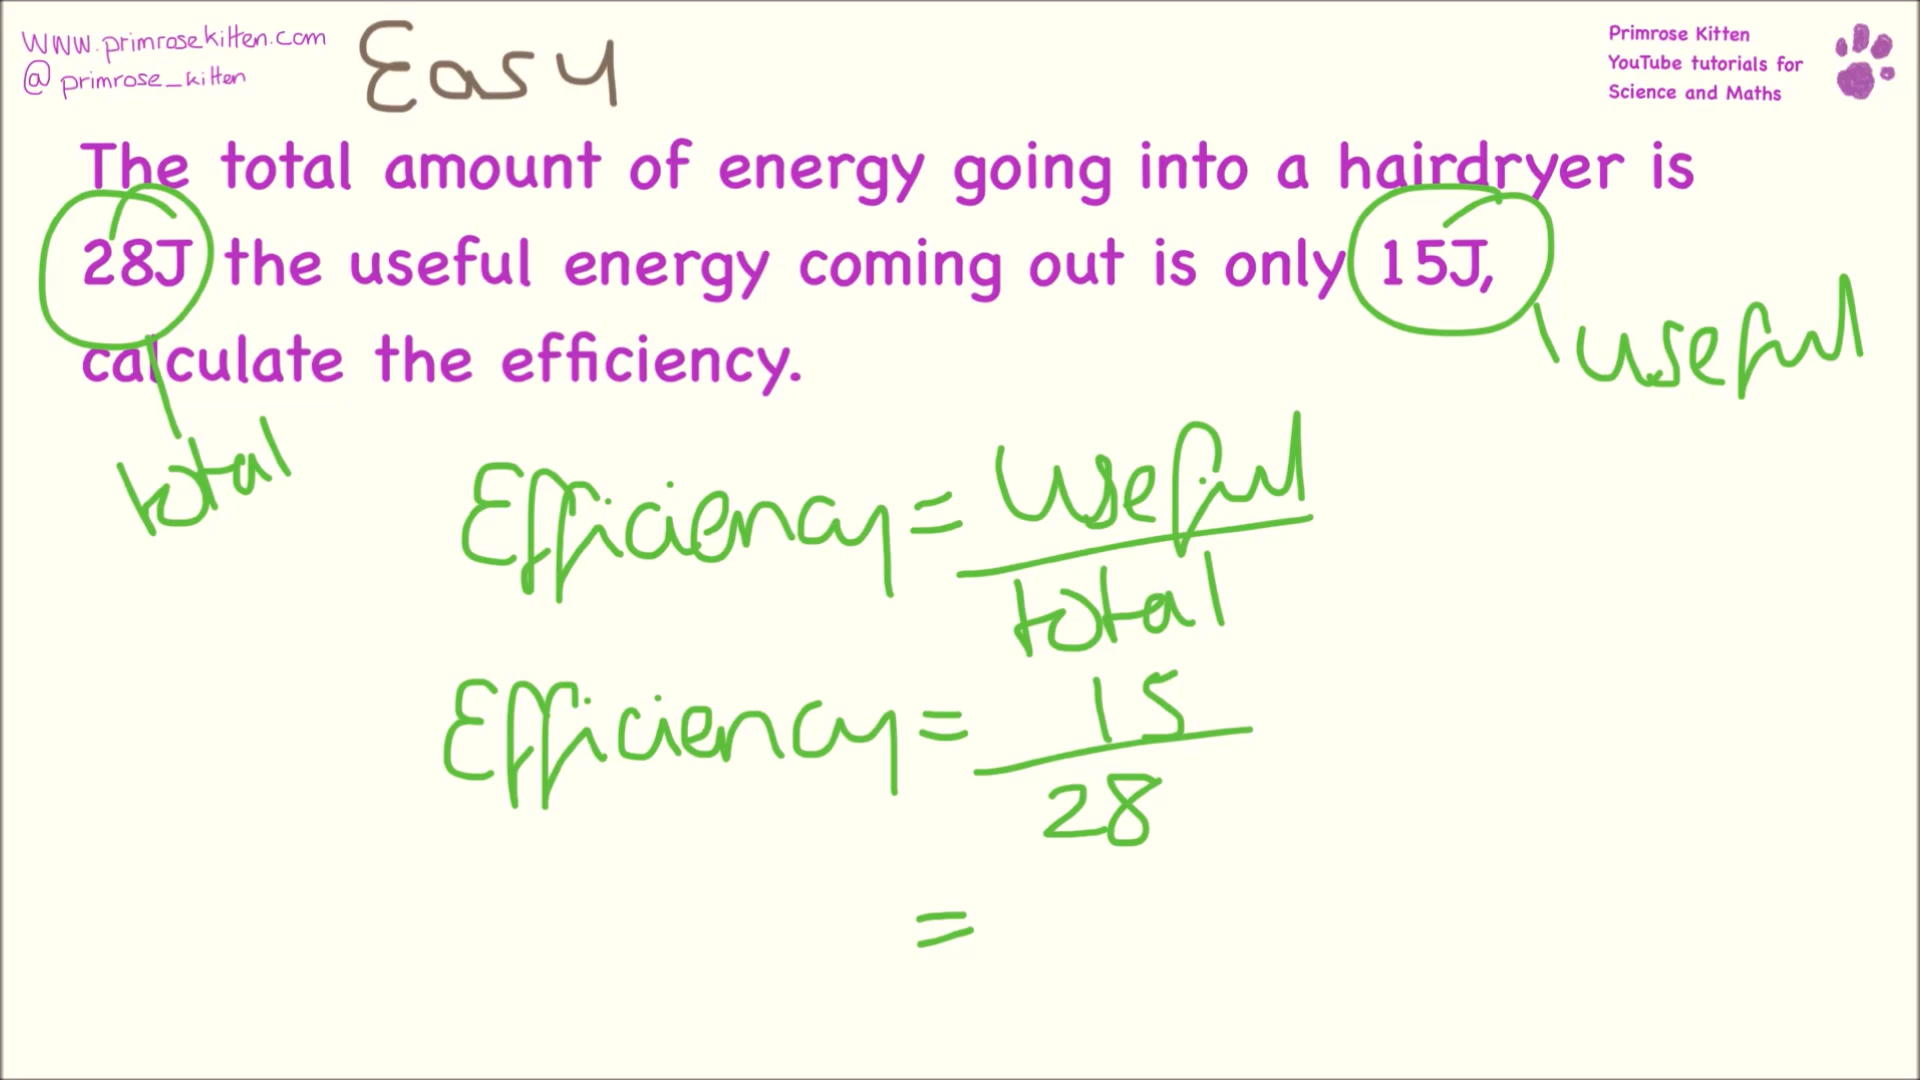 www.primrosekitten.com
@primrose_kitten
Easy
Primrose Kitten
YouTube tutorials for
Science and Maths
The total amount of energy going into a hairdryer is
28J the useful energy coming out is only 15J,
calculate the efficiency.
useful
total
Efficiency = useful
total
Efficiency = 15
28
=